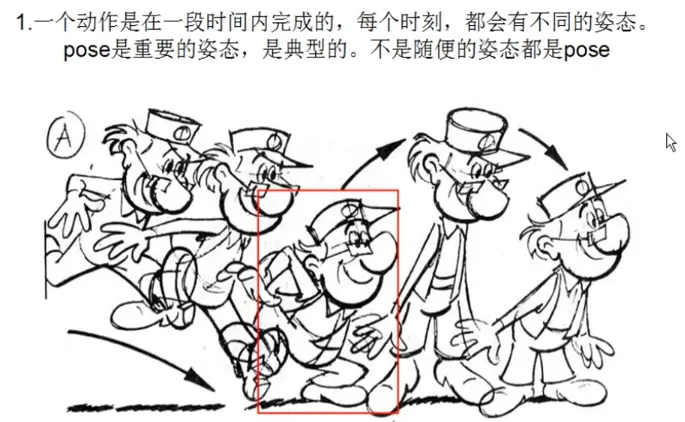 1.一个动作是在一段时间内完成的，每个时刻，都会有不同的姿态。
pose是重要的姿态，是典型的。不是随便的姿态都是pose
A